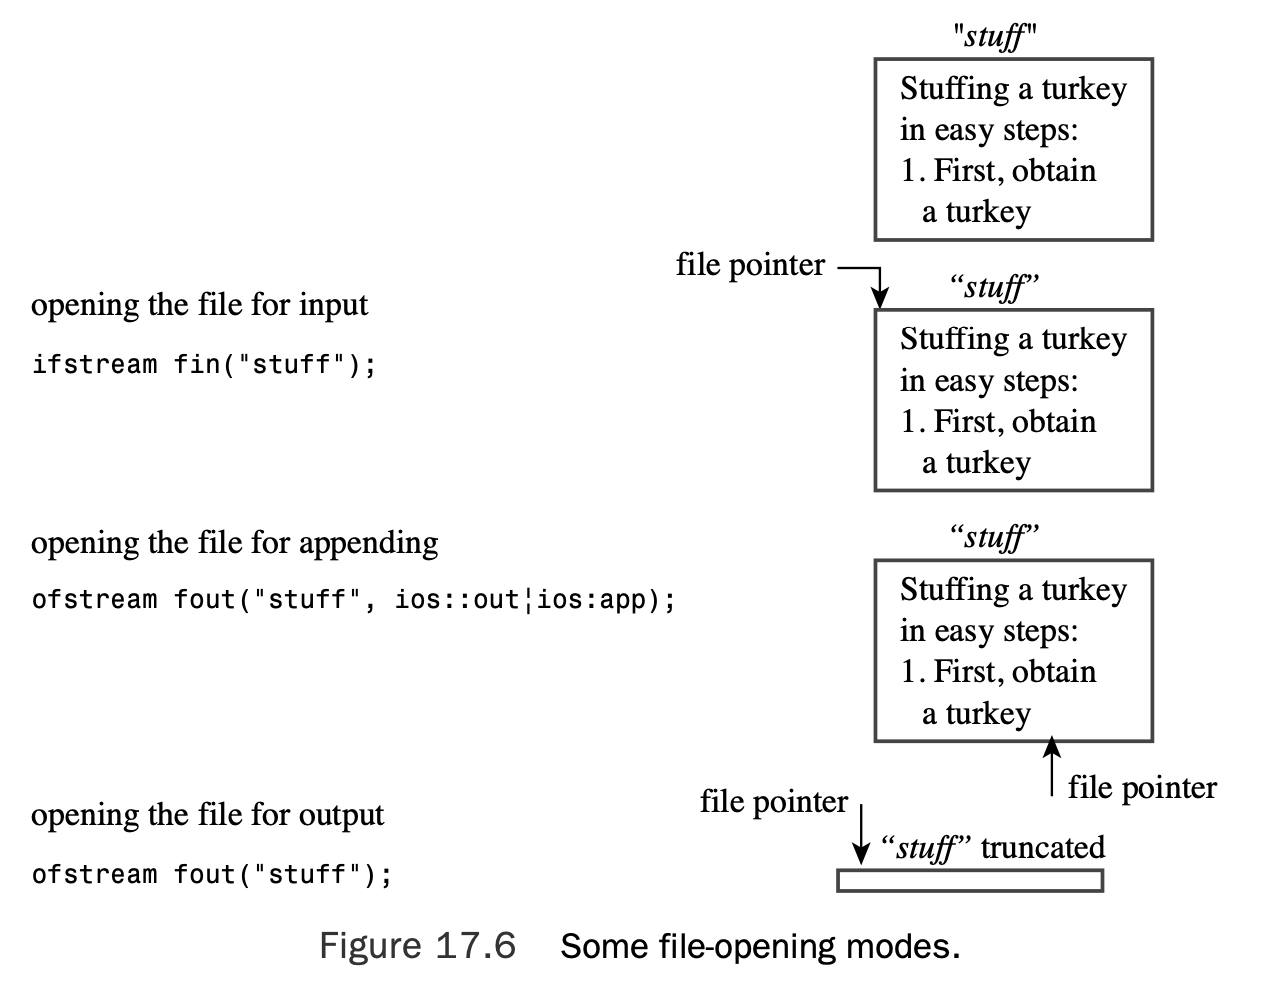 "stuff"
Stuffing a turkey
in easy steps:
1. First, obtain
a turkey
file pointer
“stuff”
opening the file for input
ifstream fin("stuff");
Stuffing a turkey
in easy steps:
1. First, obtain
a turkey
“stuff”
opening the file for appending
ofstream fout("stuff", ios::out¦ios:app);
Stuffing a turkey
in easy steps:
1. First, obtain
a turkey
file pointer
file pointer
opening the file for output
ofstream fout("stuff");
“stuff” truncated
Figure 17.6 Some file-opening modes.